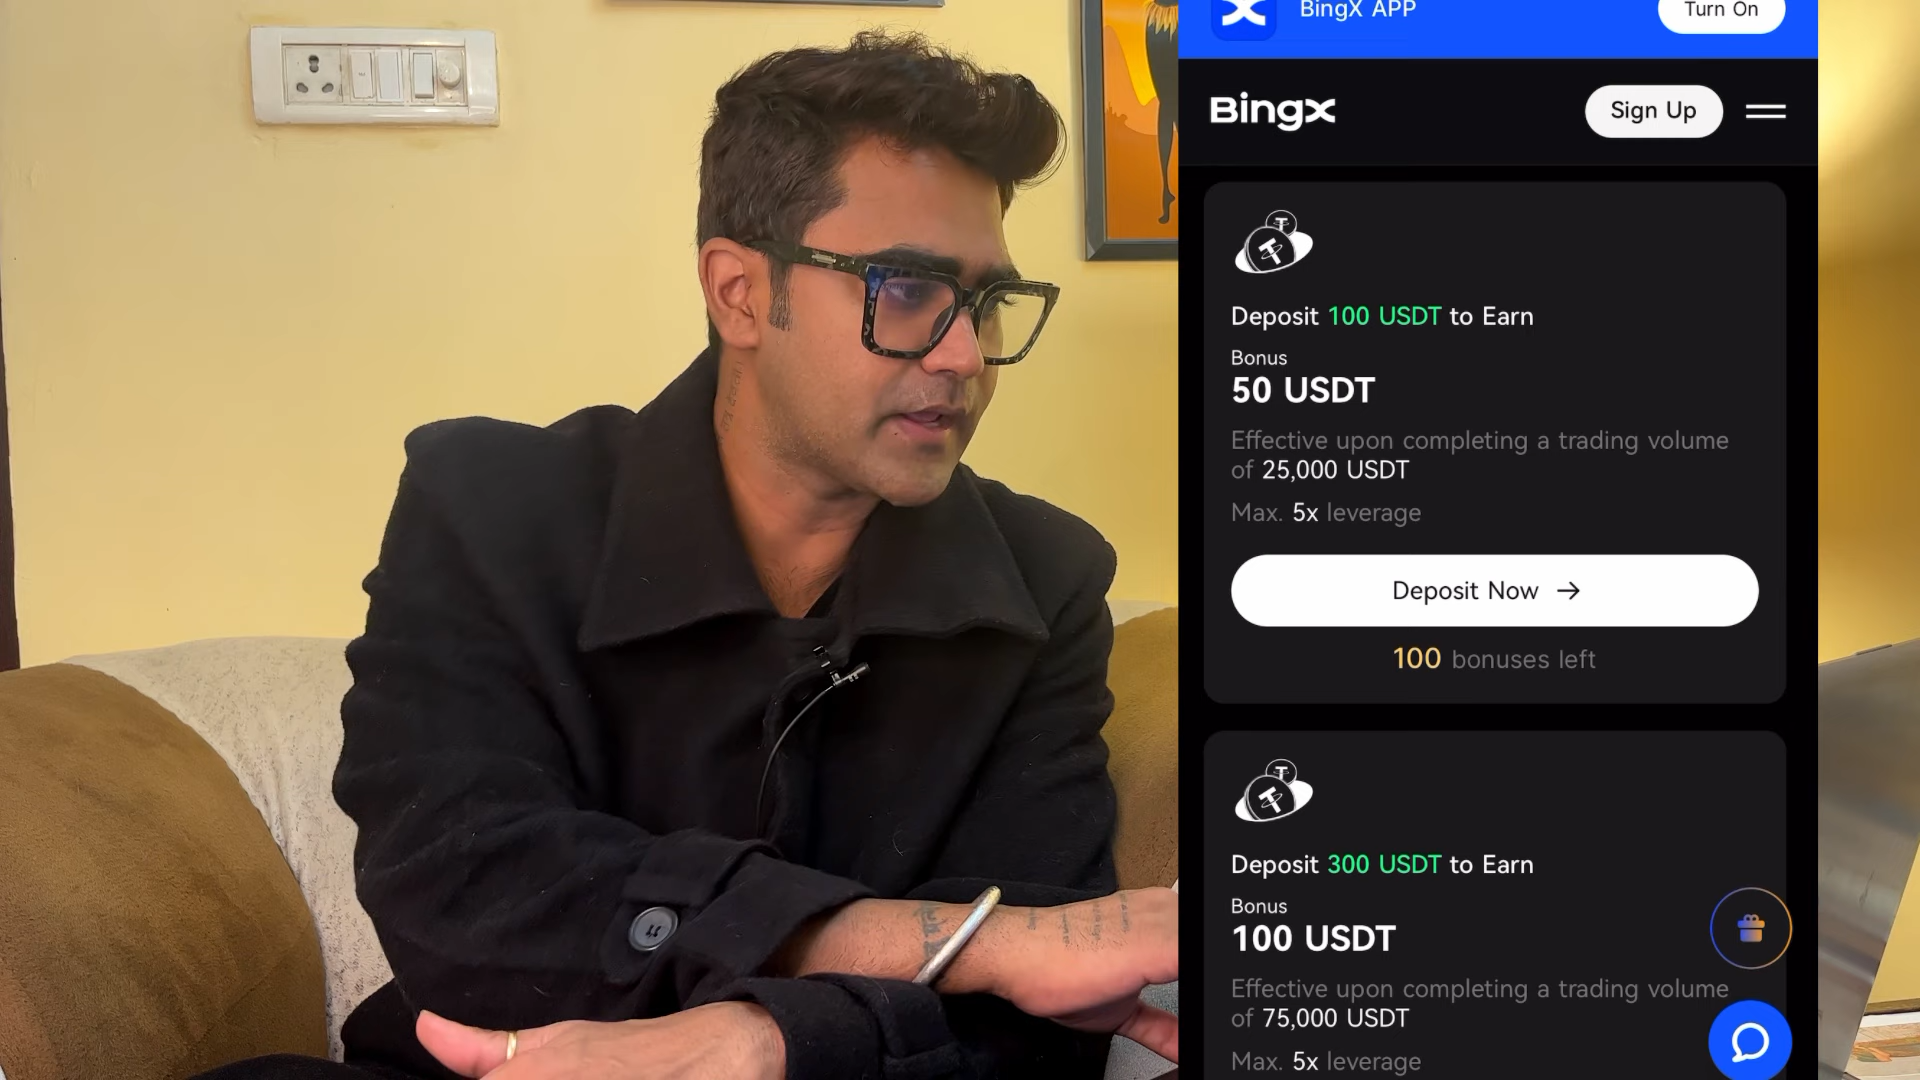 BingX APP
Turn On
BingX
Sign Up
Deposit 100 USDT to Earn
Bonus
50 USDT
Effective upon completing a trading volume
of 25,000 USDT
Max. 5x leverage
Deposit Now →
100 bonuses left
Deposit 300 USDT to Earn
Bonus
100 USDT
Effective upon completing a trading volume
of 75,000 USDT
Max. 5x leverage